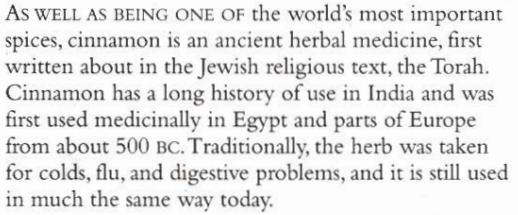 AS WELL AS BEING ONE OF the world's most important
spices, cinnamon is an ancient herbal medicine, first
written about in the Jewish religious text, the Torah.
Cinnamon has a long history of use in India and was
first used medicinally in Egypt and parts of Europe
from about 500 BC. Traditionally, the herb was taken
for colds, flu, and digestive problems, and it is still used
in much the same way today.